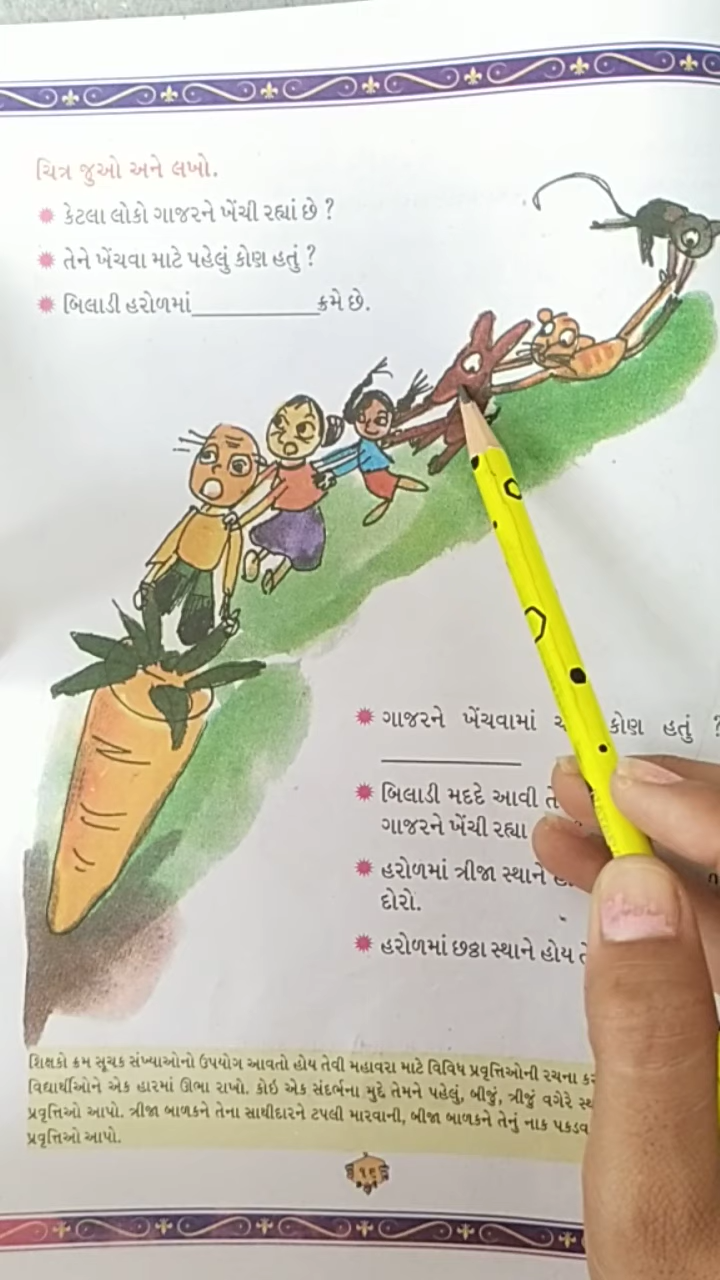 ચિત્ર જુઓ અને લખો.
કેટલા લોકો ગાજરને ખેંચી રહ્યાં છે ?
તેને ખેંચવા માટે પહેલું કોણ હતું ?
બિલાડી હરોળમાં____________ક્રમે છે.
ગાજરને ખેંચવામાં કોણ હતું ?
બિલાડી મદદે આવી
ગાજરને ખેંચી રહ્યા
હરોળમાં ત્રીજા સ્થાને
દોરો.
હરોળમાં છઠ્ઠા સ્થાને હોય
શિક્ષકો ક્રમ સૂચક સંખ્યાઓનો ઉપયોગ આવતો હોય તેવી મહાવરા માટે વિવિધ પ્રવૃત્તિઓની રચના
વિદ્યાર્થીઓને એક હારમાં ઊભા રાખો. કોઇ એક સંદર્ભના મુદ્દે તેમને પહેલું, બીજું, ત્રીજું વગેરે
પ્રવૃત્તિઓ આપો. ત્રીજા બાળકને તેના સાથીદારને ટપલી મારવાની, બીજા બાળકને તેનું નાક
પ્રવૃત્તિઓ આપો.